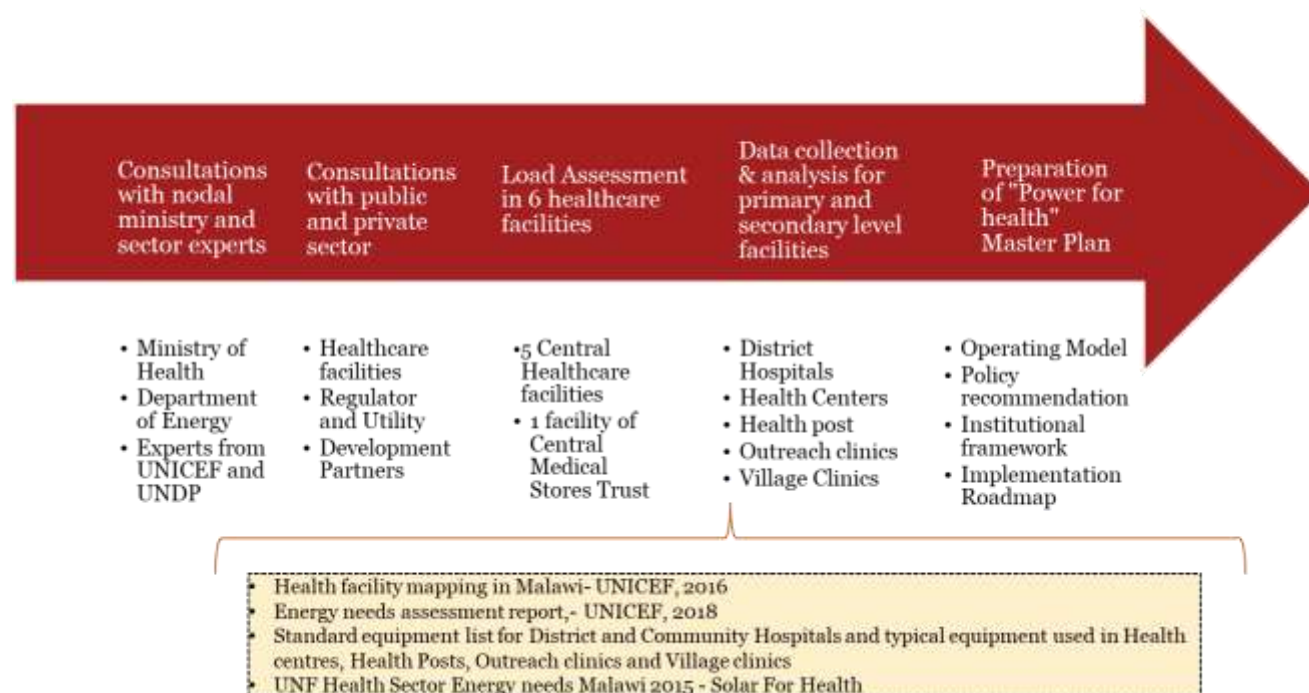 Consultations
with nodal
ministry and
sector experts
Consultations
with public
and private
sector
Load Assessment
in 6 healthcare
facilities
Data collection
& analysis for
primary and
secondary level
facilities
Preparation
of "Power for
health"
Master Plan
• Ministry of
Health
• Department
of Energy
• Experts from
UNICEF and
UNDP
• Healthcare
facilities
• Regulator
and Utility
• Development
Partners
•5 Central
Healthcare
facilities
• 1 facility of
Central
Medical
Stores Trust
• District
Hospitals
• Health Centers
• Health post
• Outreach clinics
• Village Clinics
• Operating Model
• Policy
recommendation
• Institutional
framework
• Implementation
Roadmap
• Health facility mapping in Malawi- UNICEF, 2016
• Energy needs assessment report,- UNICEF, 2018
• Standard equipment list for District and Community Hospitals and typical equipment used in Health
centres, Health Posts, Outreach clinics and Village clinics
• UNF Health Sector Energy needs Malawi 2015 - Solar For Health